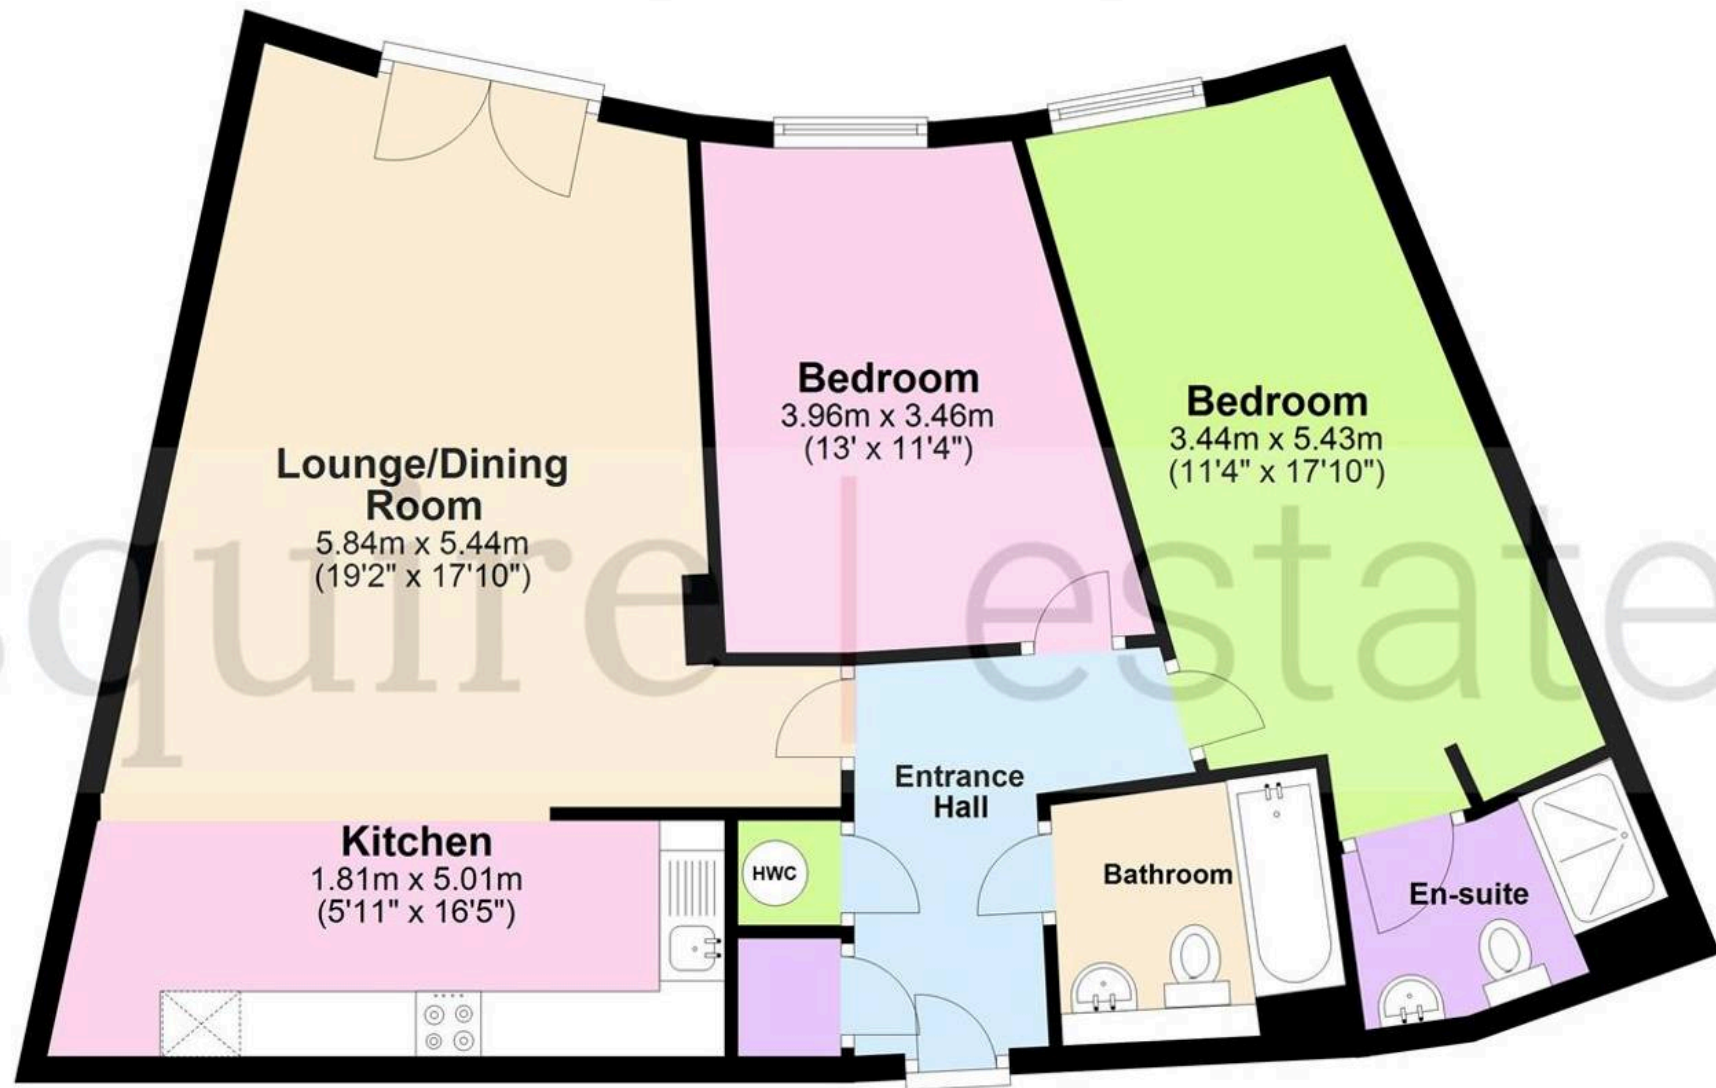 Bedroom
3.96m x 3.46m
(13' x 11'4")
Bedroom
3.44m x 5.43m
(11'4" x 17'10")
Lounge/Dining
Room
5.84m x 5.44m
(19'2" x 17'10")
squire estate
Entrance
Hall
Kitchen
1.81m x 5.01m
(5'11" x 16'5")
HWC
Bathroom
En-suite